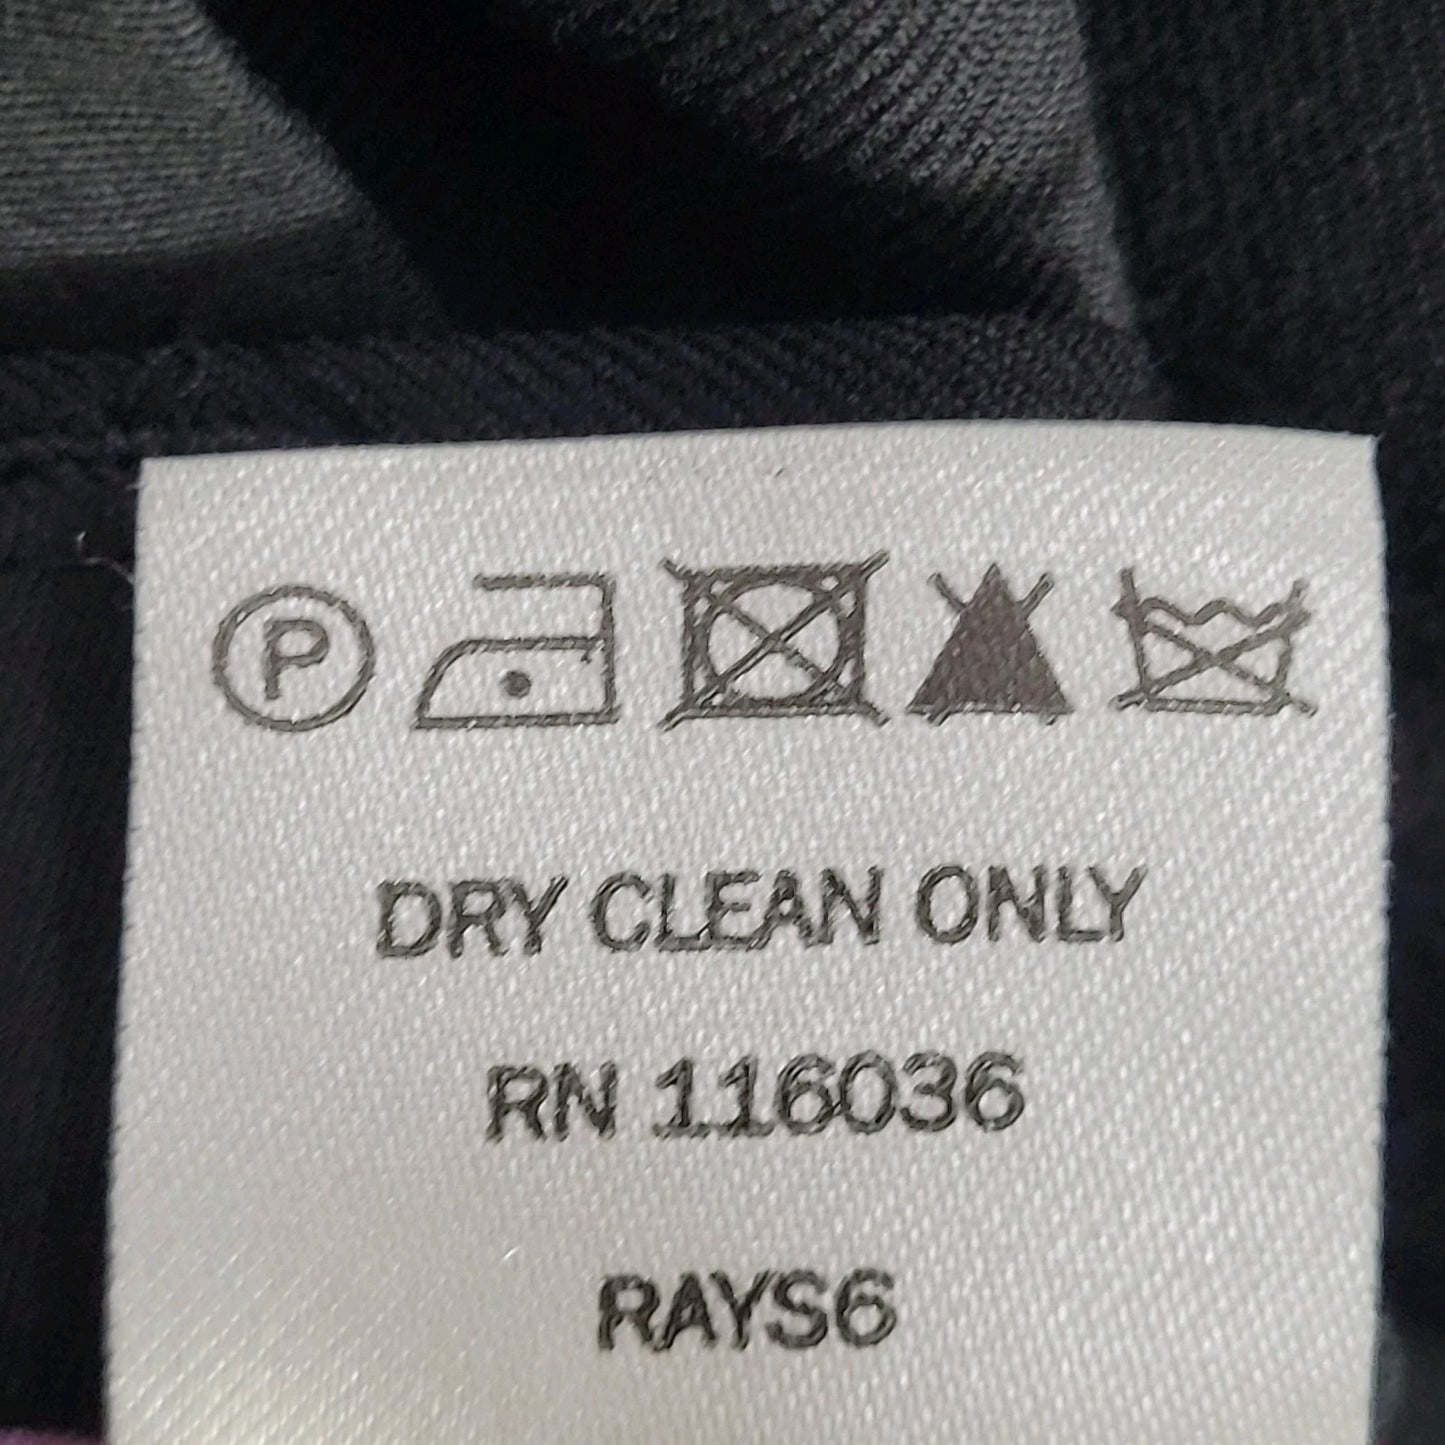 P
DRY CLEAN ONLY
RN 116036
RAYS6